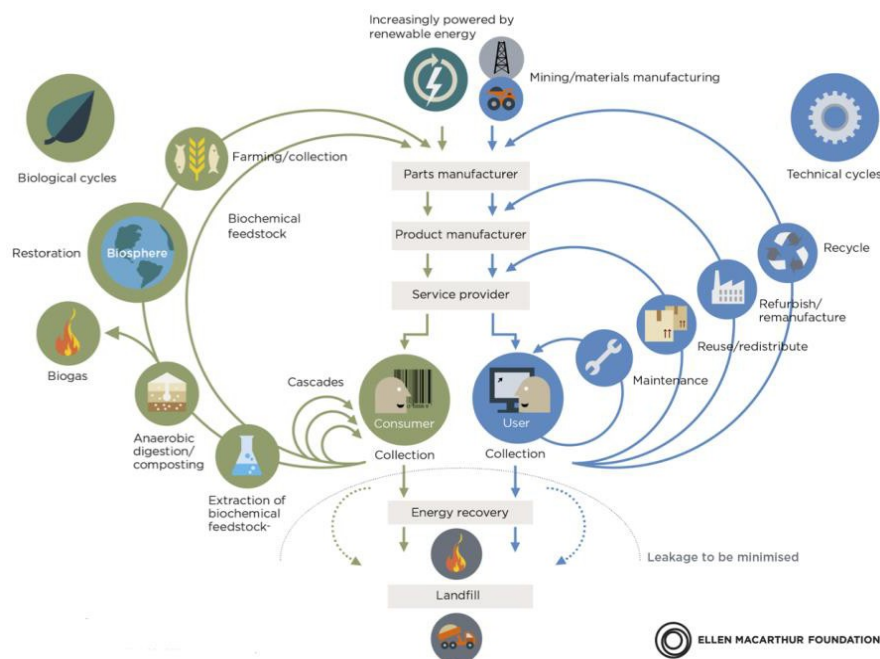 Increasingly powered by
renewable energy
Mining/materials manufacturing
Biological cycles
Farming/collection
Technical cycles
Parts manufacturer
Biochemical
feedstock
Product manufacturer
Restoration
Biosphere
Recycle
Service provider
Refurbish/
remanufacture
Reuse/redistribute
Biogas
Cascades
Maintenance
Consumer
User
Anaerobic
digestion/
composting
Collection
Collection
Extraction of
biochemical
feedstock
Energy recovery
Leakage to be minimised
Landfill
ELLEN MACARTHUR FOUNDATION